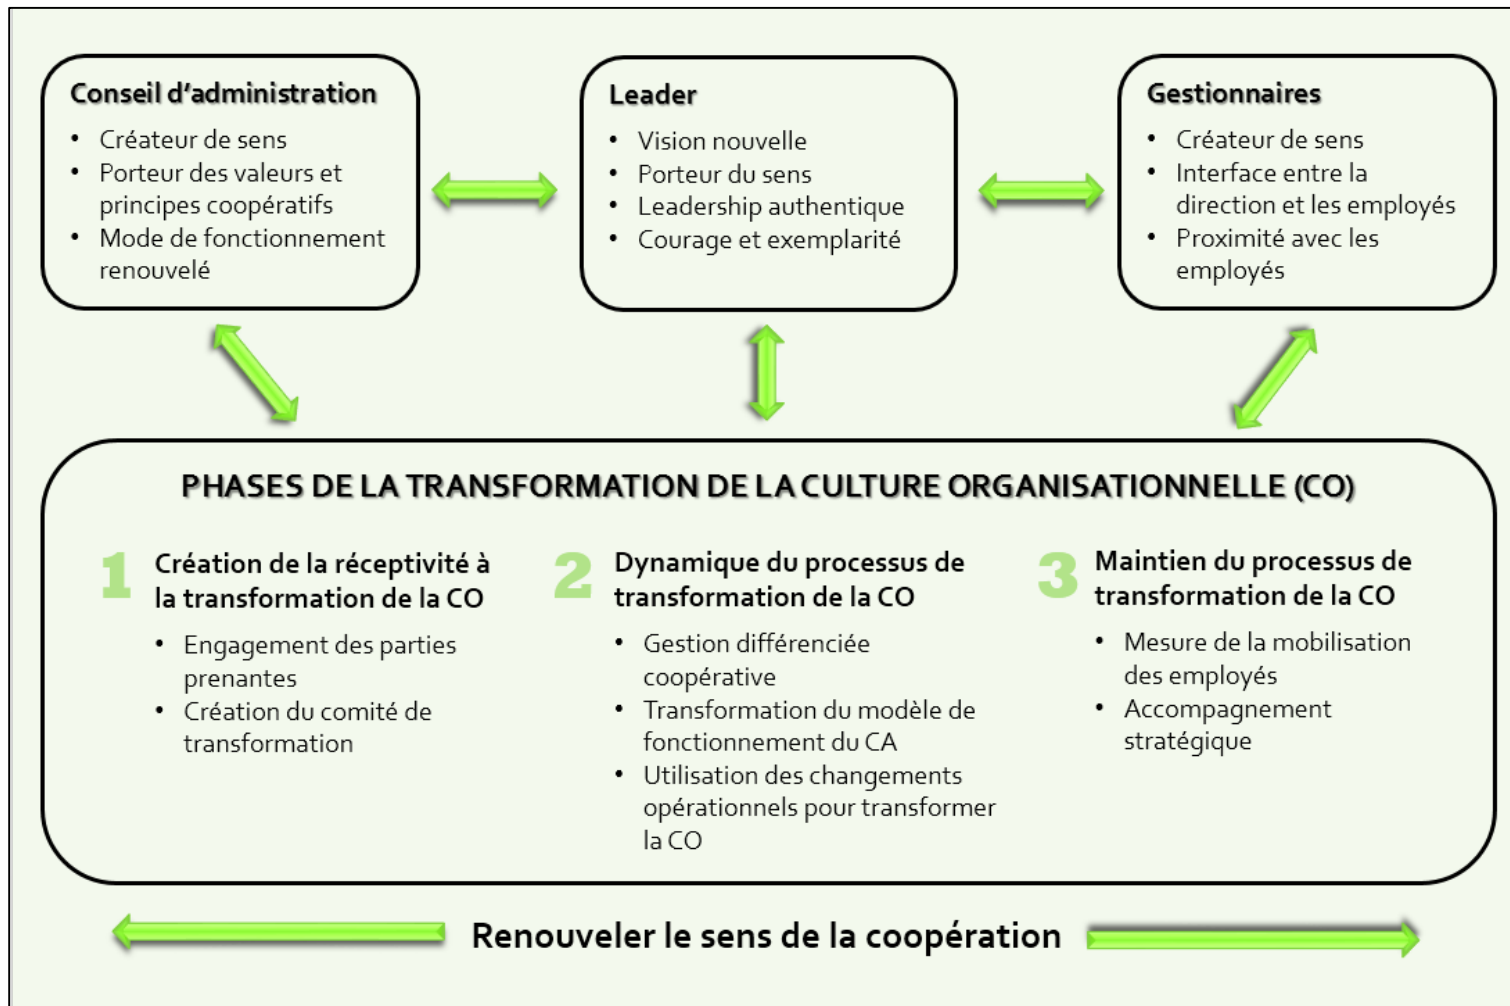 Conseil d'administration
• Créateur de sens
• Porteur des valeurs et
principes coopératifs
• Mode de fonctionnement
renouvelé
Leader
• Vision nouvelle
• Porteur du sens
• Leadership authentique
• Courage et exemplarité
Gestionnaires
• Créateur de sens
• Interface entre la
direction et les employés
• Proximité avec les
employés
PHASES DE LA TRANSFORMATION DE LA CULTURE ORGANISATIONNELLE (CO)
1
Création de la réceptivité à
la transformation de la CO
• Engagement des parties
prenantes
• Création du comité de
transformation
2
Dynamique du processus de
transformation de la CO
• Gestion différenciée
coopérative
• Transformation du modèle de
fonctionnement du CA
• Utilisation des changements
opérationnels pour transformer
la CO
3
Maintien du processus de
transformation de la CO
• Mesure de la mobilisation
des employés
• Accompagnement
stratégique
Renouveler le sens de la coopération